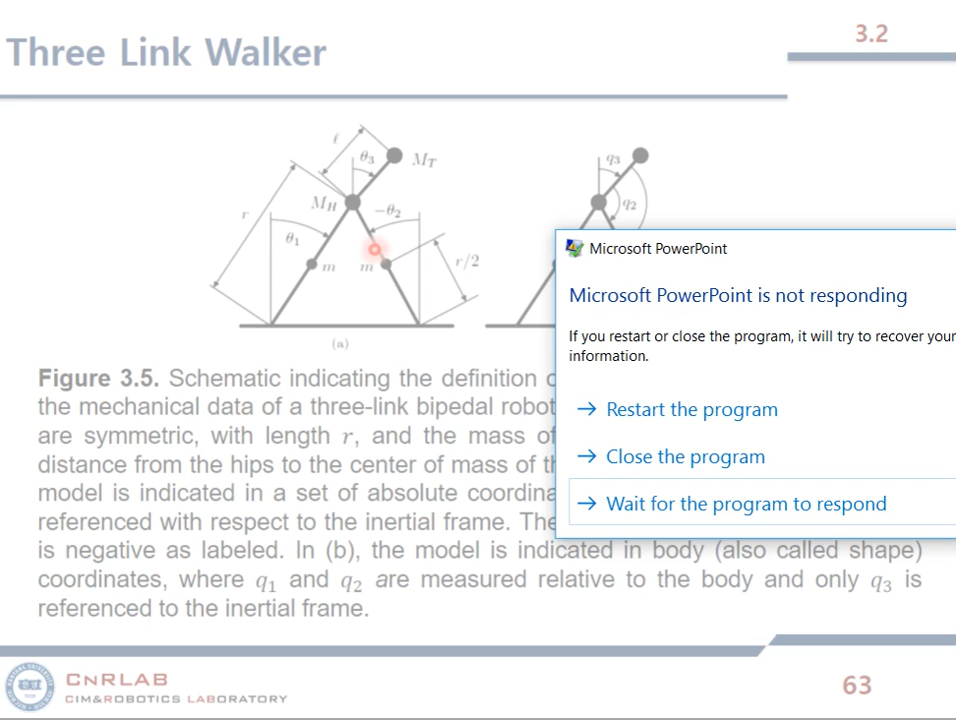 Three Link Walker
3.2
ℓ
θ3
MT
r
MH
−θ2
θ1
m
m
r/2
(a)
q3
q2
Microsoft PowerPoint
Microsoft PowerPoint is not responding
If you restart or close the program, it will try to recover your
information.
Restart the program
Close the program
Wait for the program to respond
Figure 3.5. Schematic indicating the definition
the mechanical data of a three-link bipedal
are symmetric, with length r, and the mass
distance from the hips to the center of mass of
model is indicated in a set of absolute
referenced with respect to the inertial frame.
is negative as labeled. In (b), the model is indicated in body (also called shape)
coordinates, where q1 and q2 are measured relative to the body and only q3 is
referenced to the inertial frame.
CNRLAB
CIM&ROBOTICS LABORATORY
63